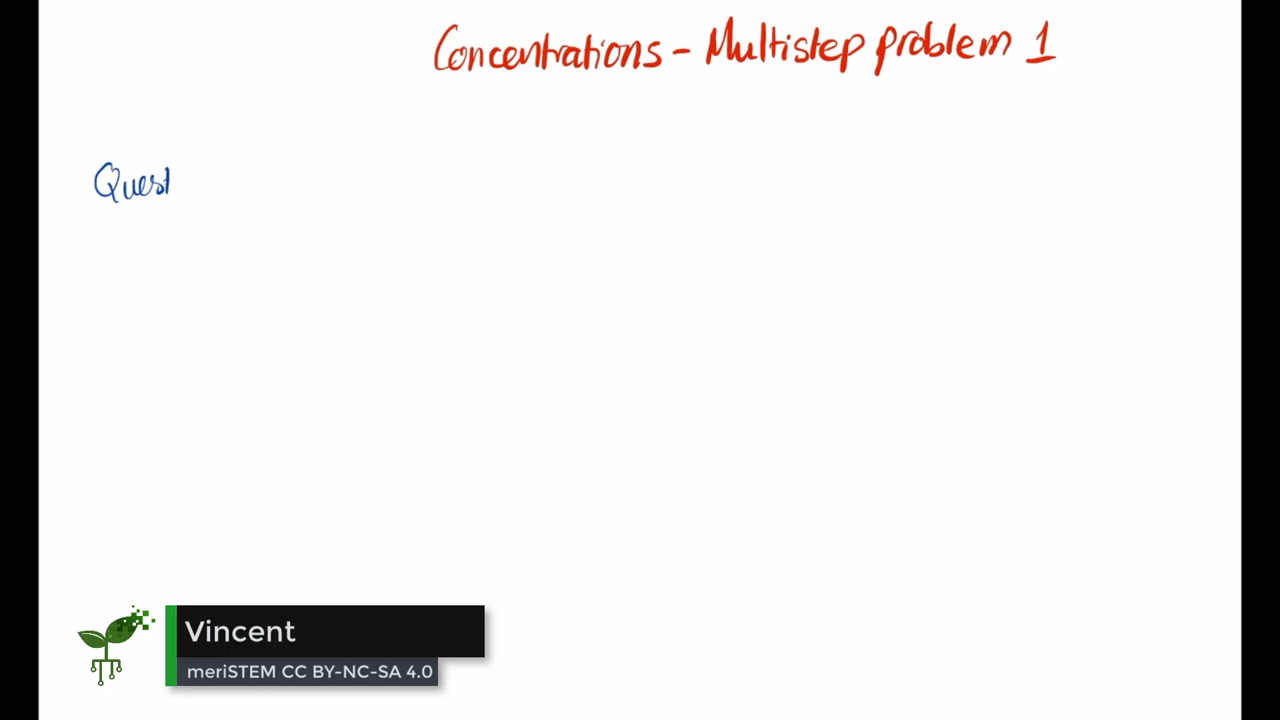 Concentrations - Multistep problem 1
Quest
Vincent
meriSTEM CC BY-NC-SA 4.0